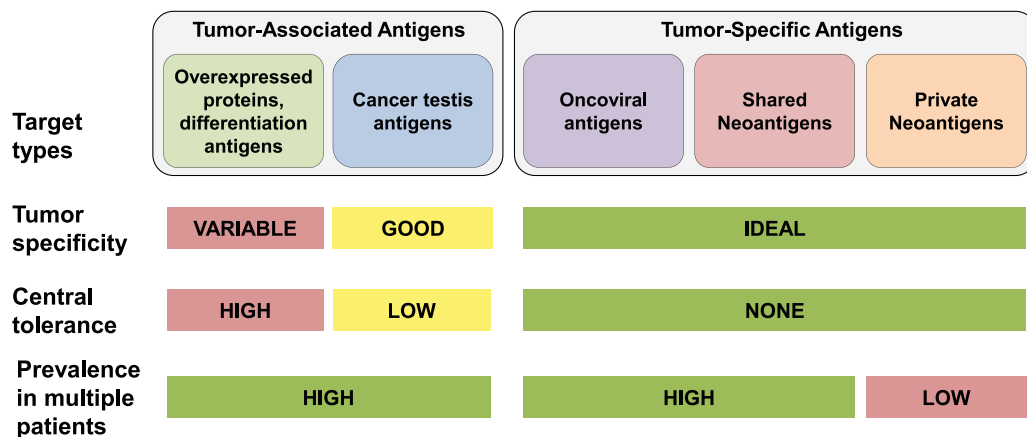 Tumor-Associated Antigens
Tumor-Specific Antigens
Target
types
Overexpressed
proteins,
differentiation
antigens
Cancer testis
antigens
Oncoviral
antigens
Shared
Neoantigens
Private
Neoantigens
Tumor
specificity
VARIABLE
GOOD
IDEAL
Central
tolerance
HIGH
LOW
NONE
Prevalence
in multiple
patients
HIGH
HIGH
LOW